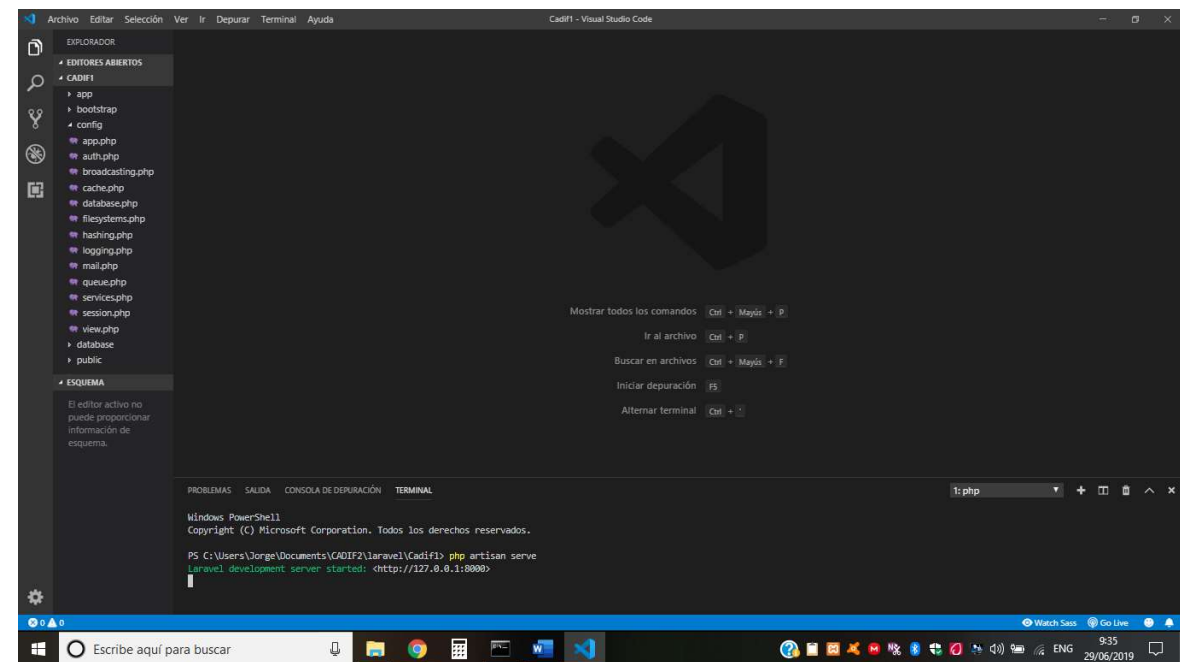 Archivo Editar Selección Ver Ir Depurar Terminal Ayuda
Cadif1 - Visual Studio Code
EXPLORADOR
EDITORES ABIERTOS
CADIF1
app
bootstrap
config
app.php
auth.php
broadcasting.php
cache.php
database.php
filesystems.php
hashing.php
logging.php
mail.php
queue.php
services.php
session.php
view.php
database
public
ESQUEMA
El editor activo no
puede proporcionar
información de
esquema.
Mostrar todos los comandos Ctrl + Mayús + P
Ir al archivo Ctrl + P
Buscar en archivos Ctrl + Mayús + F
Iniciar depuración F5
Alternar terminal Ctrl +
PROBLEMAS SALIDA CONSOLA DE DEPURACIÓN TERMINAL
1: php
Windows PowerShell
Copyright (C) Microsoft Corporation. Todos los derechos reservados.
PS C:\Users\Jorge\Documents\CADIF2\laravel\Cadif1> php artisan serve
Laravel development server started: <http://127.0.0.1:8000>
0 0
Watch Sass Go Live
Escribe aquí para buscar
ENG
9:35
29/06/2019